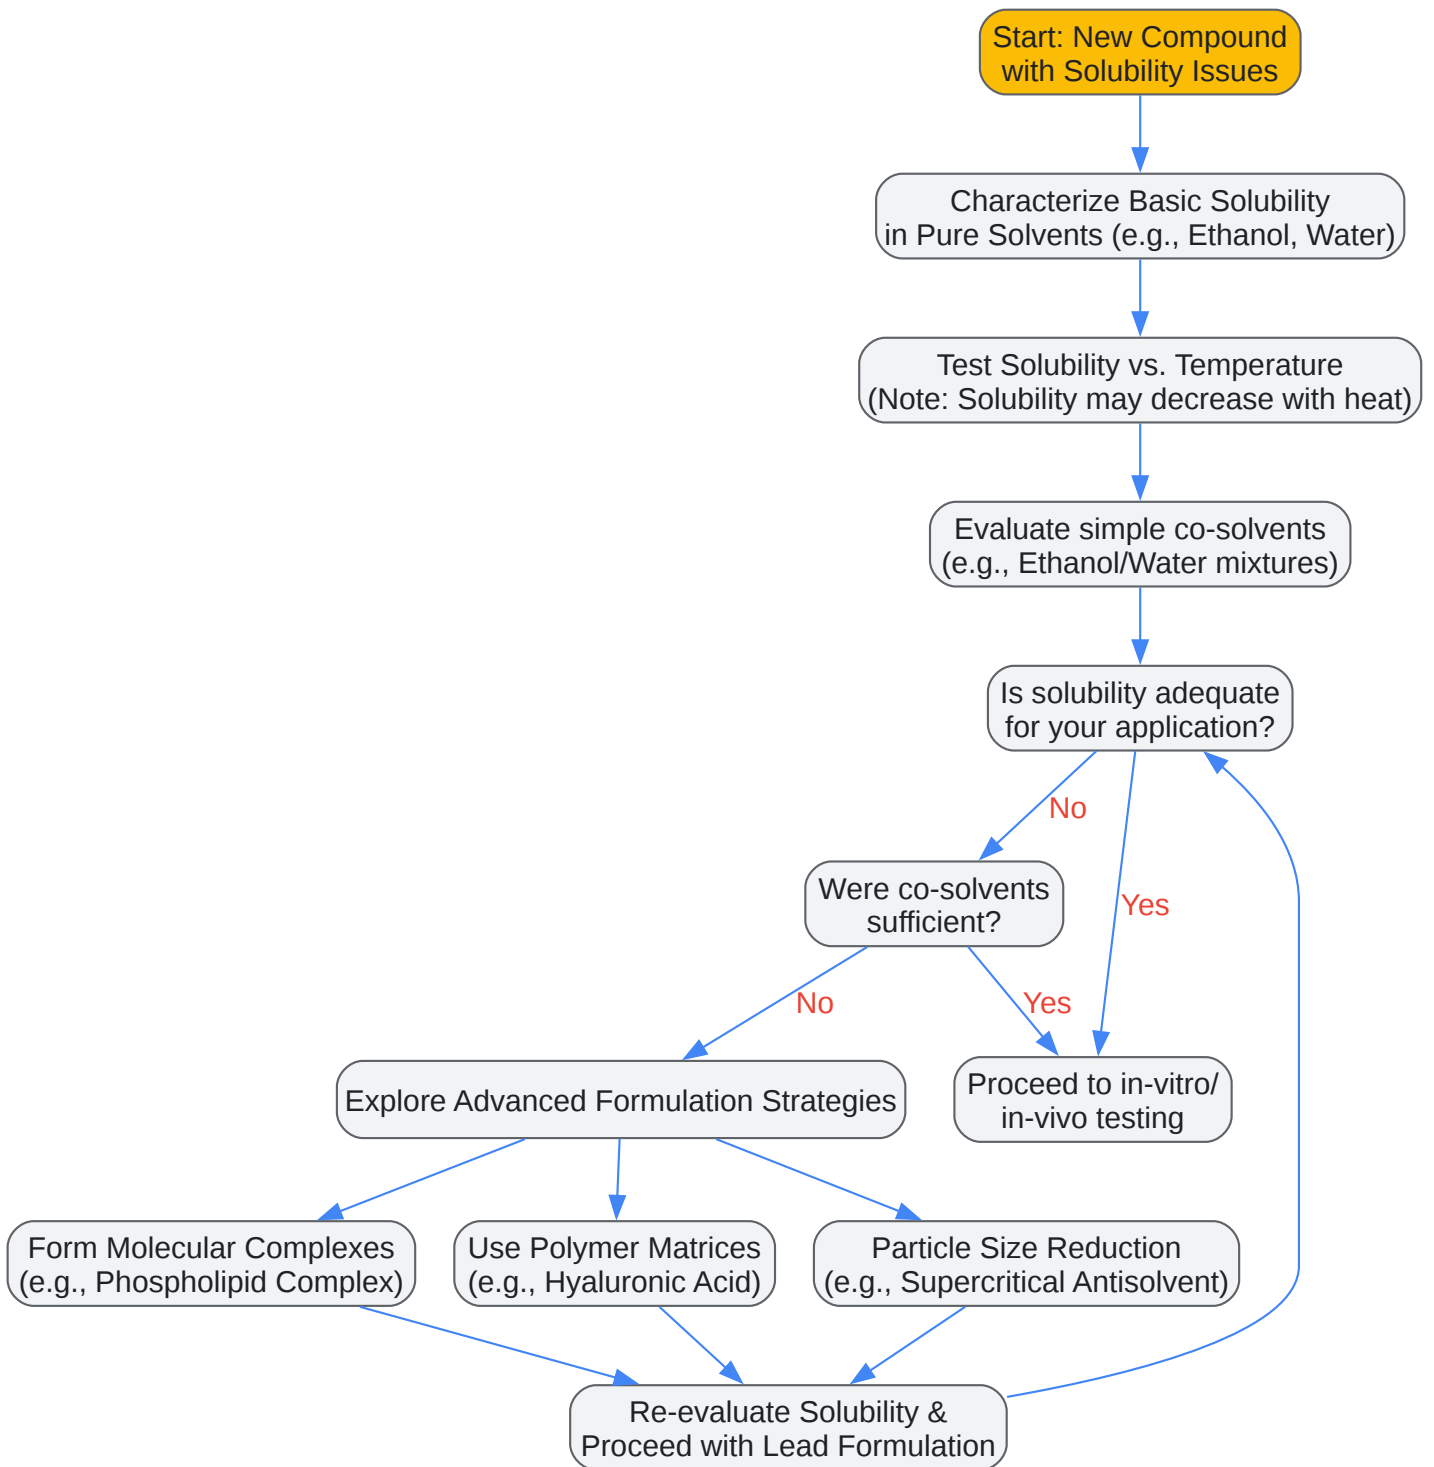 Start: New Compound
with Solubility Issues
Characterize Basic Solubility
in Pure Solvents (e.g., Ethanol, Water)
Test Solubility vs. Temperature
(Note: Solubility may decrease with heat)
Evaluate simple co-solvents
(e.g., Ethanol/Water mixtures)
Is solubility adequate
for your application?
No
Yes
Were co-solvents
sufficient?
No
Yes
Explore Advanced Formulation Strategies
Proceed to in-vitro/
in-vivo testing
Form Molecular Complexes
(e.g., Phospholipid Complex)
Use Polymer Matrices
(e.g., Hyaluronic Acid)
Particle Size Reduction
(e.g., Supercritical Antisolvent)
Re-evaluate Solubility &
Proceed with Lead Formulation